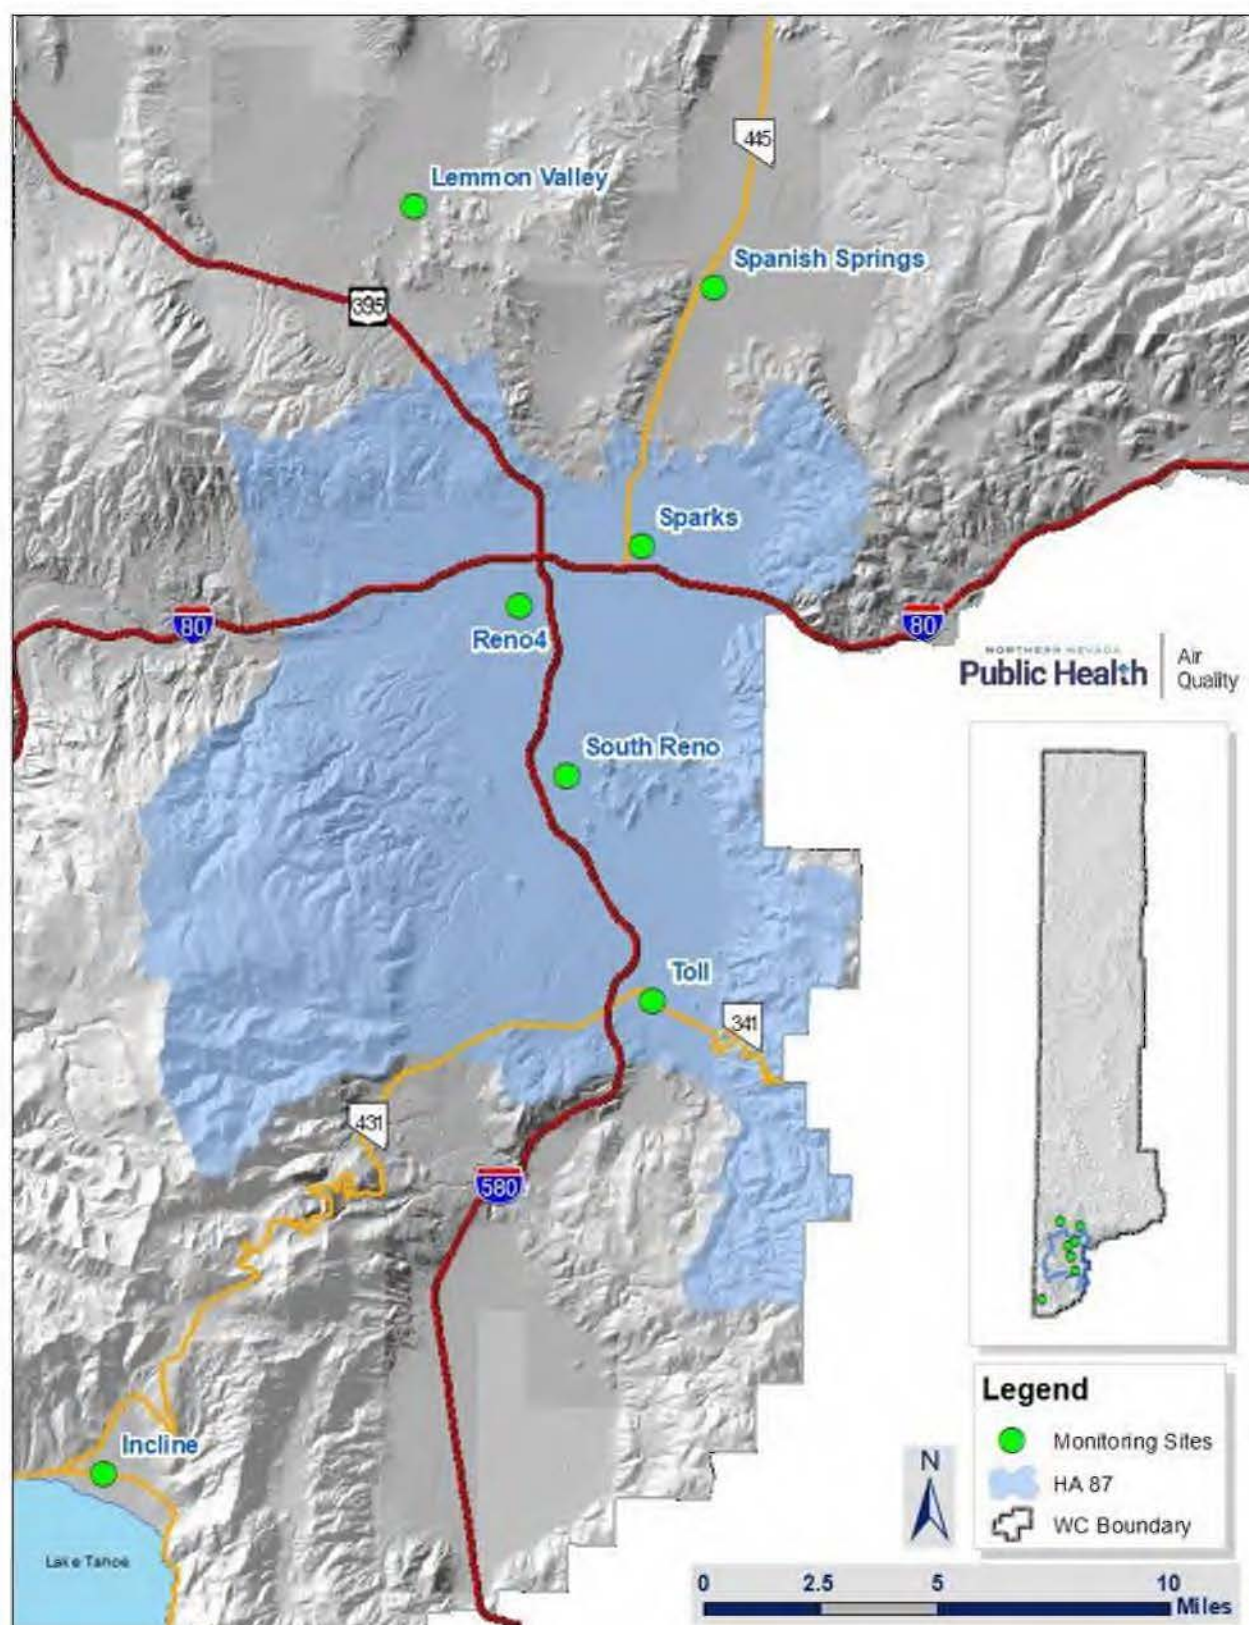 445
Lemmon Valley
Spanish Springs
395
Sparks
80
Reno4
80
NORTHERN NEVADA
Public Health
Air
Quality
South Reno
Toll
341
431
580
Incline
Lake Tahoe
Legend
Monitoring Sites
HA 87
WC Boundary
N
0 2.5 5 10
Miles